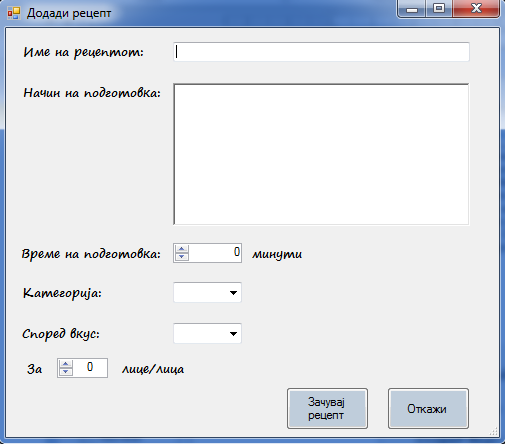 Додади рецепт
Име на рецептот:
Начин на подготовка:
Време на подготовка: 0 минути
Категорија:
Според вкус:
За 0 лице/лица
Зачувај
рецепт
Откажи